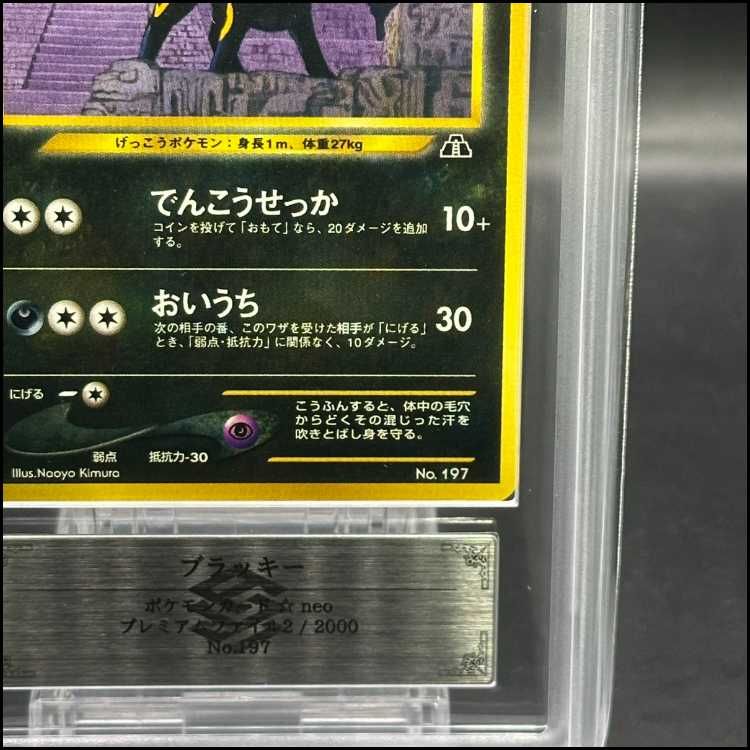 げっこうポケモン：身長1m、体重27kg
でんこうせっか
10+
コインを投げて「おもて」なら、20ダメージを追加
する。
おいうち
30
次の相手の番、このワザを受けた相手が「にげる」
とき、「弱点・抵抗力」に関係なく、10ダメージ。
にげる
こうふんすると、体中の毛穴
からどくその混じった汗を
吹きとばし身を守る。
弱点
抵抗力-30
Illus.Naoyo Kimura
No. 197
ブラッキー
ポケモンカード☆neo
プレミアムファイル2 / 2000
No.197